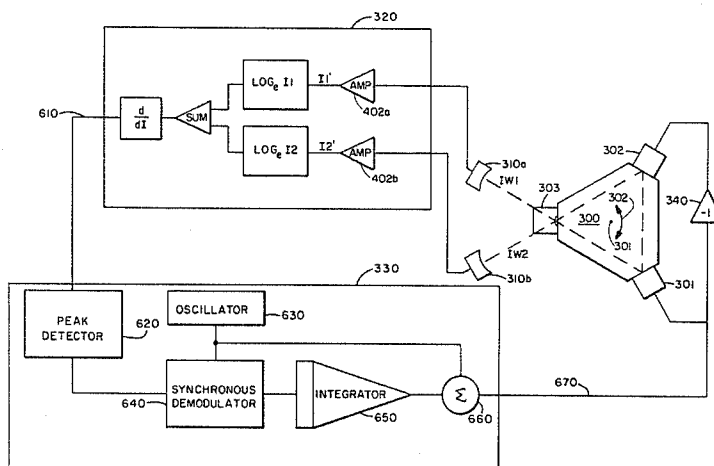 320
LOGe I1
I1'
AMP
402a
610
d
dI
SUM
LOGe I2
I2'
AMP
402b
310a
IW1
303
300
302
302
301
340
-1
IW2
310b
301
330
PEAK
DETECTOR
620
OSCILLATOR
630
SYNCHRONOUS
DEMODULATOR
640
INTEGRATOR
650
Σ
660
670